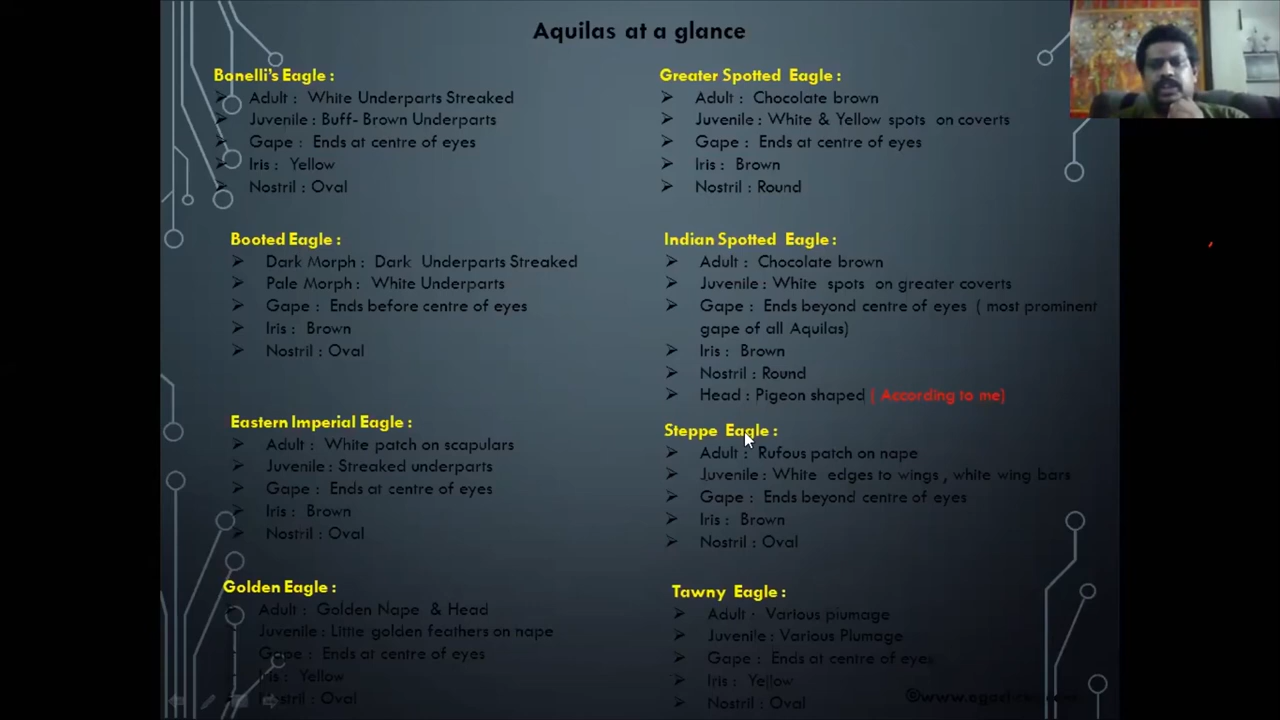 Aquilas at a glance
Bonelli's Eagle :
Adult : White Underparts Streaked
Juvenile : Buff- Brown Underparts
Gape : Ends at centre of eyes
Iris : Yellow
Nostril : Oval
Booted Eagle :
Dark Morph : Dark Underparts Streaked
Pale Morph : White Underparts
Gape : Ends before centre of eyes
Iris : Brown
Nostril : Oval
Eastern Imperial Eagle :
Adult : White patch on scapulars
Juvenile : Streaked underparts
Gape : Ends at centre of eyes
Iris : Brown
Nostril : Oval
Golden Eagle :
Adult : Golden Nape & Head
Juvenile : Little golden feathers on nape
Gape : Ends at centre of eyes
Iris : Yellow
Nostril : Oval
Greater Spotted Eagle :
Adult : Chocolate brown
Juvenile : White & Yellow spots on coverts
Gape : Ends at centre of eyes
Iris : Brown
Nostril : Round
Indian Spotted Eagle :
Adult : Chocolate brown
Juvenile : White spots on greater coverts
Gape : Ends beyond centre of eyes ( most prominent
gape of all Aquilas)
Iris : Brown
Nostril : Round
Head : Pigeon shaped ( According to me)
Steppe Eagle :
Adult : Rufous patch on nape
Juvenile : White edges to wings , white wing bars
Gape : Ends beyond centre of eyes
Iris : Brown
Nostril : Oval
Tawny Eagle :
Adult : Various plumage
Juvenile : Various Plumage
Gape : Ends at centre of eyes
Iris : Yellow
Nostril : Oval